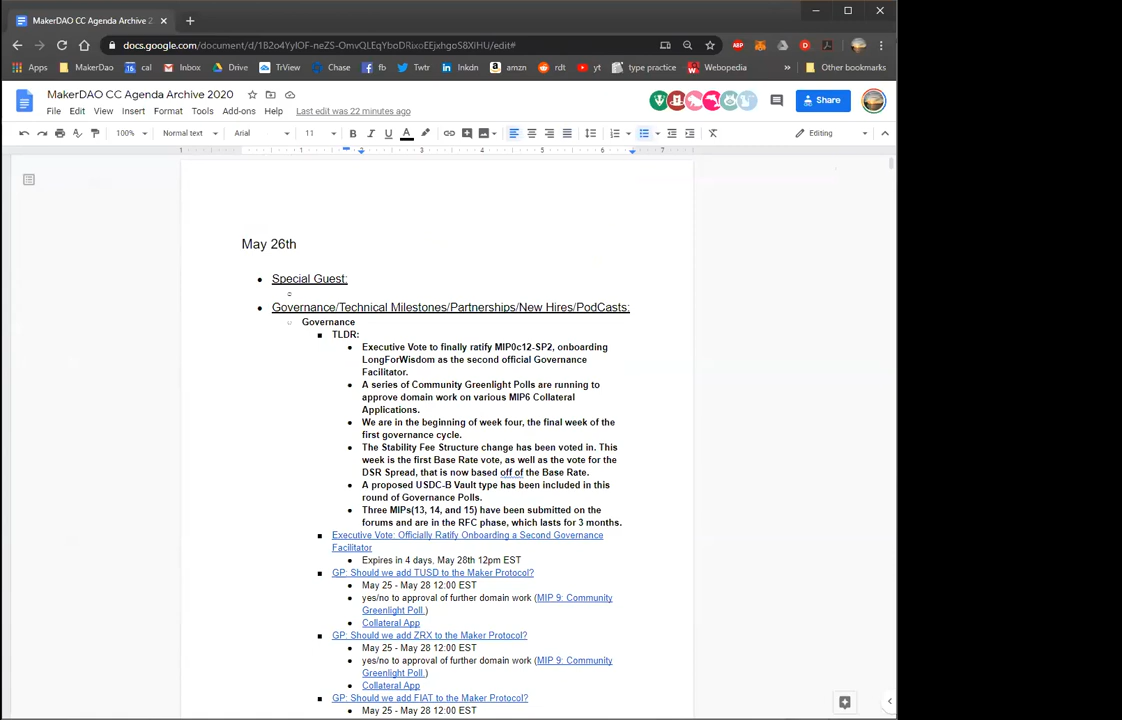 MakerDAO CC Agenda Archive 2
docs.google.com/document/d/1B2o4YyIOF-neZS-OmvQLEqYboDRixoEEjxhgoS8XIHU/edit#
Apps MakerDao cal Inbox Drive TrView Chase fb Twtr lnkdn amzn rdt yt type practice Webopedia » Other bookmarks
MakerDAO CC Agenda Archive 2020
Share
File Edit View Insert Format Tools Add-ons Help Last edit was 22 minutes ago
100% Normal text Arial 11 B I U A Editing
1 1 2 3 4 5 6 7
May 26th
Special Guest:
Governance/Technical Milestones/Partnerships/New Hires/PodCasts:
Governance
TLDR:
Executive Vote to finally ratify MIP0c12-SP2, onboarding
LongForWisdom as the second official Governance
Facilitator.
A series of Community Greenlight Polls are running to
approve domain work on various MIP6 Collateral
Applications.
We are in the beginning of week four, the final week of the
first governance cycle.
The Stability Fee Structure change has been voted in. This
week is the first Base Rate vote, as well as the vote for the
DSR Spread, that is now based off of the Base Rate.
A proposed USDC-B Vault type has been included in this
round of Governance Polls.
Three MIPs(13, 14, and 15) have been submitted on the
forums and are in the RFC phase, which lasts for 3 months.
Executive Vote: Officially Ratify Onboarding a Second Governance
Facilitator
Expires in 4 days, May 28th 12pm EST
GP: Should we add TUSD to the Maker Protocol?
May 25 - May 28 12:00 EST
yes/no to approval of further domain work (MIP 9: Community
Greenlight Poll.)
Collateral App
GP: Should we add ZRX to the Maker Protocol?
May 25 - May 28 12:00 EST
yes/no to approval of further domain work (MIP 9: Community
Greenlight Poll.)
Collateral App
GP: Should we add FIAT to the Maker Protocol?
May 25 - May 28 12:00 EST